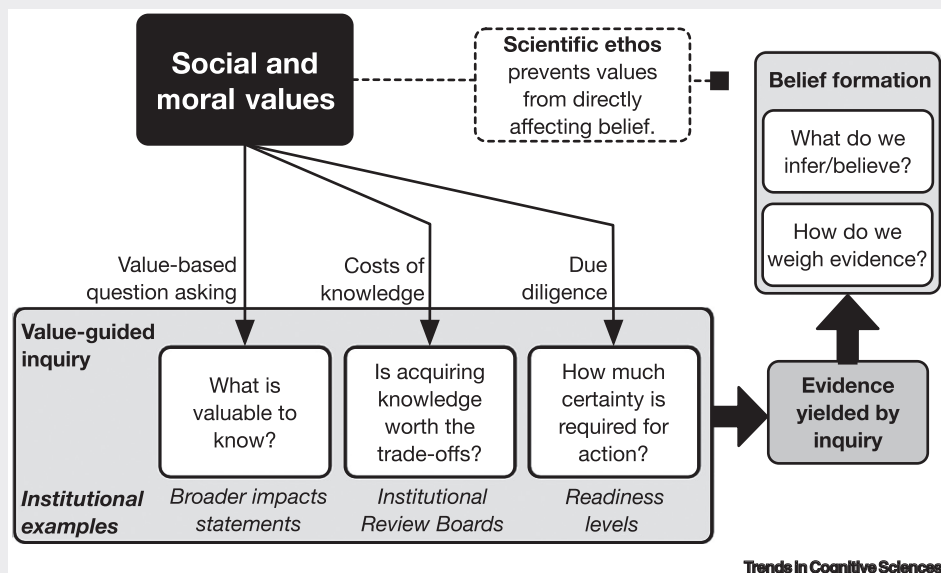 Social and
moral values
Scientific ethos
prevents values
from directly
affecting belief.
Belief formation
What do we
infer/believe?
How do we
weigh evidence?
Value-based
question asking
Costs of
knowledge
Due
diligence
Value-guided
inquiry
What is
valuable to
know?
Is acquiring
knowledge
worth the
trade-offs?
How much
certainty is
required for
action?
Evidence
yielded by
inquiry
Institutional
examples
Broader impacts
statements
Institutional
Review Boards
Readiness
levels
Trends in Cognitive Sciences